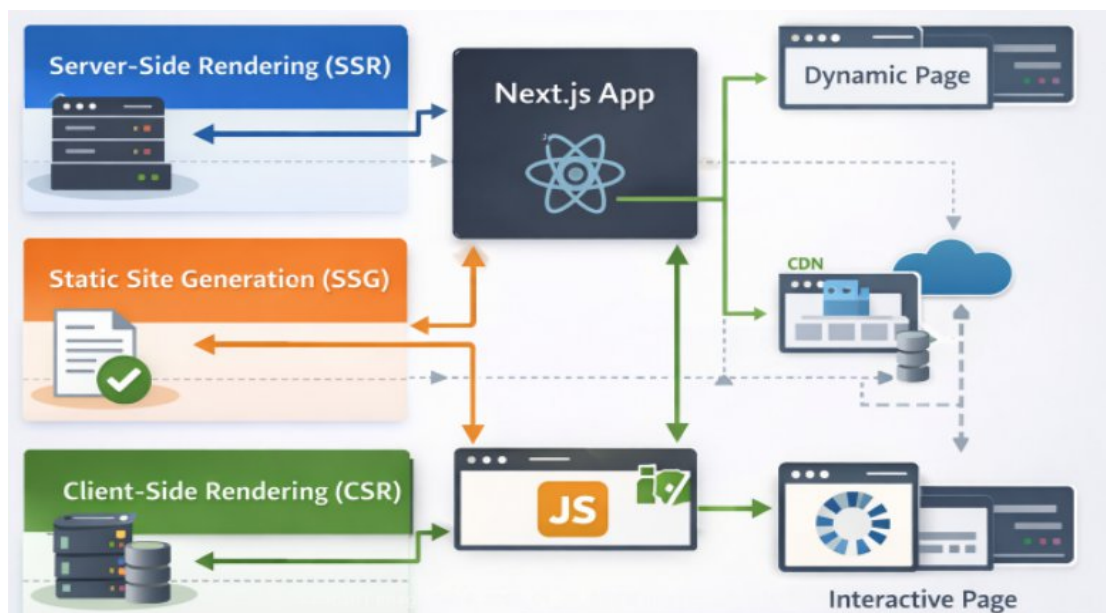 Server-Side Rendering (SSR)
Next.js App
Dynamic Page
Static Site Generation (SSG)
CDN
Client-Side Rendering (CSR)
JS
Interactive Page